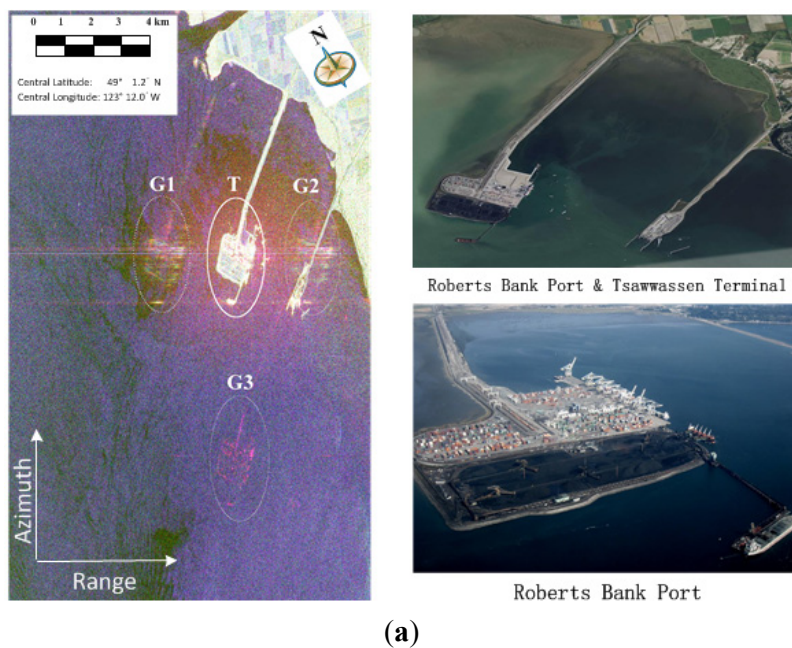 0 1 2 3 4 km
Central Latitude: 49° 1.2` N
Central Longitude: 123° 12.0` W
N
G1
T
G2
G3
Azimuth
Range
Roberts Bank Port & Tsawwassen Terminal
Roberts Bank Port
(a)